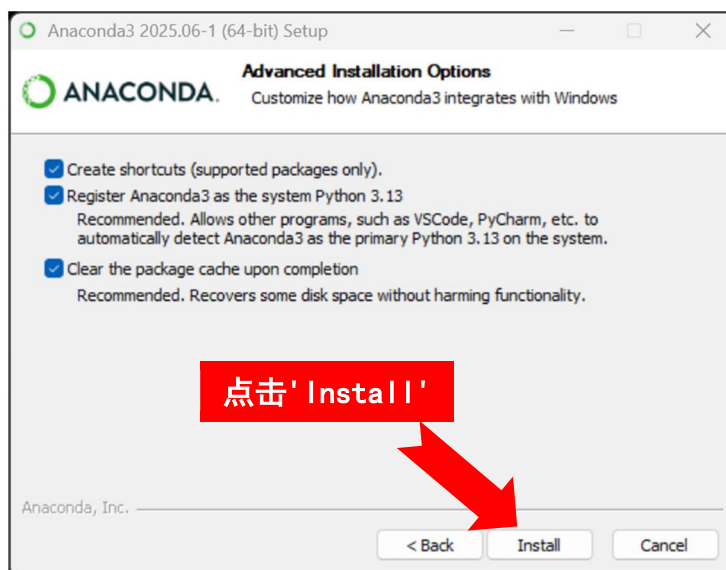 Anaconda3 2025.06-1 (64-bit) Setup
ANACONDA.
Advanced Installation Options
Customize how Anaconda3 integrates with Windows
Create shortcuts (supported packages only).
Register Anaconda3 as the system Python 3.13
Recommended. Allows other programs, such as VSCode, PyCharm, etc. to
automatically detect Anaconda3 as the primary Python 3.13 on the system.
Clear the package cache upon completion
Recommended. Recovers some disk space without harming functionality.
点击'Install'
Anaconda, Inc.
< Back Install Cancel